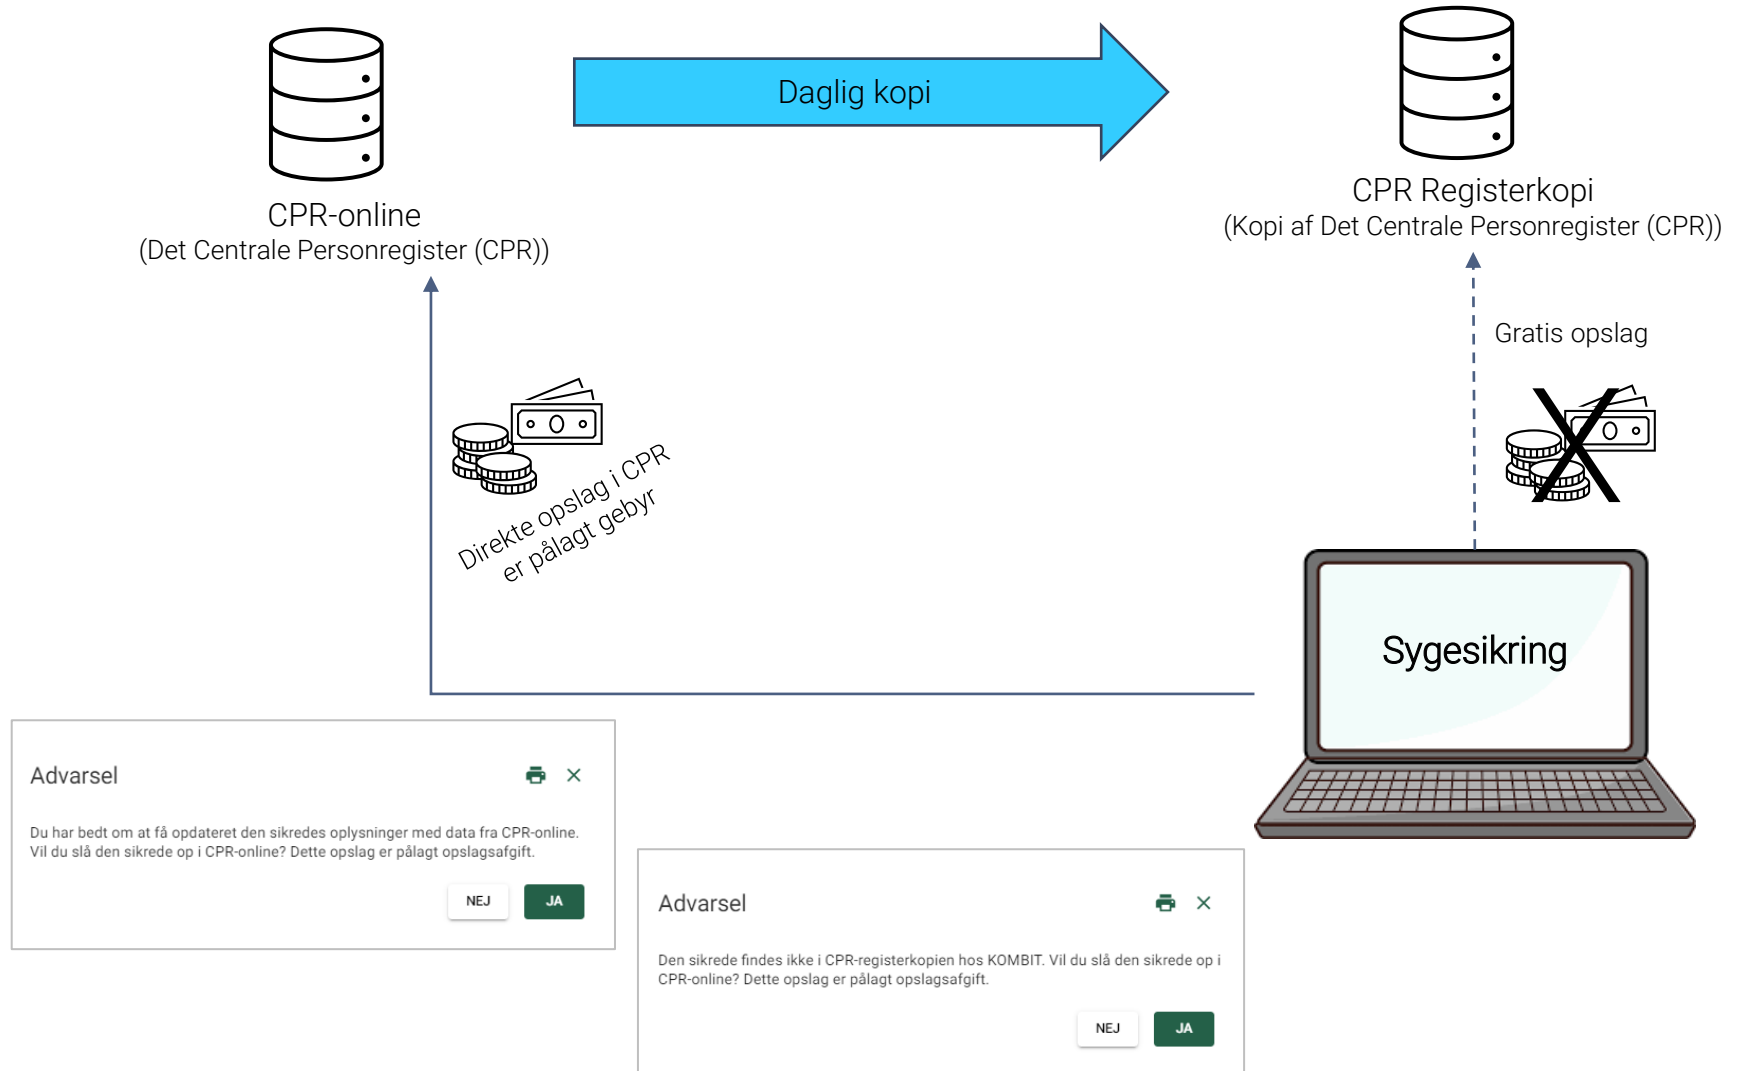 Daglig kopi
CPR-online
(Det Centrale Personregister (CPR))
CPR Registerkopi
(Kopi af Det Centrale Personregister (CPR))
Gratis opslag
Direkte opslag i CPR
er pålagt gebyr
Sygesikring
Advarsel
Du har bedt om at få opdateret den sikredes oplysninger med data fra CPR-online.
Vil du slå den sikrede op i CPR-online? Dette opslag er pålagt opslagsafgift.
NEJ
JA
Advarsel
Den sikrede findes ikke i CPR-registerkopien hos KOMBIT. Vil du slå den sikrede op i
CPR-online? Dette opslag er pålagt opslagsafgift.
NEJ
JA